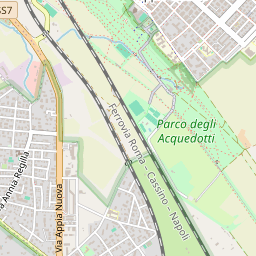 SS7
Ferrovia Roma - Cassino - Napoli
Parco degli
Acquedotti
Via Appia Nuova
Via Annia Regilla